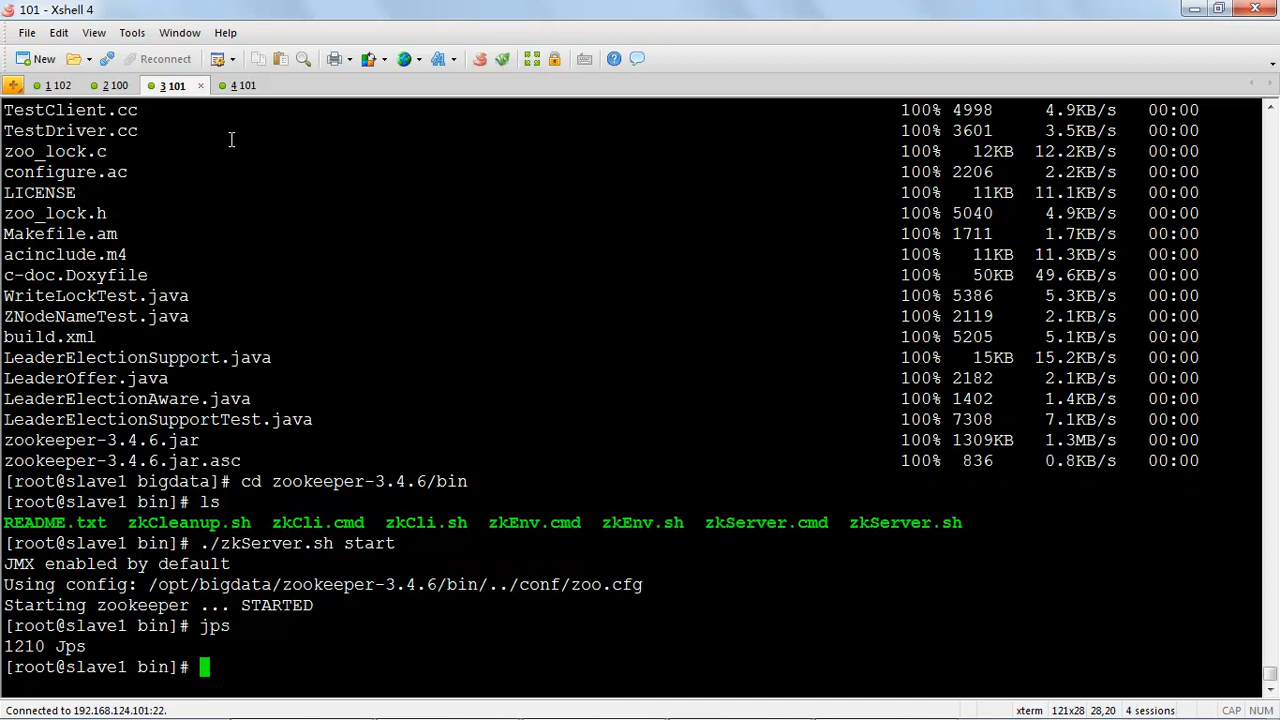 101 - Xshell 4
File Edit View Tools Window Help
New Reconnect
1 102 2 100 3 101 × 4 101
TestClient.cc 100% 4998 4.9KB/s 00:00
TestDriver.cc 100% 3601 3.5KB/s 00:00
zoo_lock.c 100% 12KB 12.2KB/s 00:00
configure.ac 100% 2206 2.2KB/s 00:00
LICENSE 100% 11KB 11.1KB/s 00:00
zoo_lock.h 100% 5040 4.9KB/s 00:00
Makefile.am 100% 1711 1.7KB/s 00:00
acinclude.m4 100% 11KB 11.3KB/s 00:00
c-doc.Doxyfile 100% 50KB 49.6KB/s 00:00
WriteLockTest.java 100% 5386 5.3KB/s 00:00
ZNodeNameTest.java 100% 2119 2.1KB/s 00:00
build.xml 100% 5205 5.1KB/s 00:00
LeaderElectionSupport.java 100% 15KB 15.2KB/s 00:00
LeaderOffer.java 100% 2182 2.1KB/s 00:00
LeaderElectionAware.java 100% 1402 1.4KB/s 00:00
LeaderElectionSupportTest.java 100% 7308 7.1KB/s 00:00
zookeeper-3.4.6.jar 100% 1309KB 1.3MB/s 00:00
zookeeper-3.4.6.jar.asc 100% 836 0.8KB/s 00:00
[root@slave1 bigdata]# cd zookeeper-3.4.6/bin
[root@slave1 bin]# ls
README.txt zkCleanup.sh zkCli.cmd zkCli.sh zkEnv.cmd zkEnv.sh zkServer.cmd zkServer.sh
[root@slave1 bin]# ./zkServer.sh start
JMX enabled by default
Using config: /opt/bigdata/zookeeper-3.4.6/bin/../conf/zoo.cfg
Starting zookeeper ... STARTED
[root@slave1 bin]# jps
1210 Jps
[root@slave1 bin]#
Connected to 192.168.124.101:22. xterm 121x28 28,20 4 sessions CAP NUM